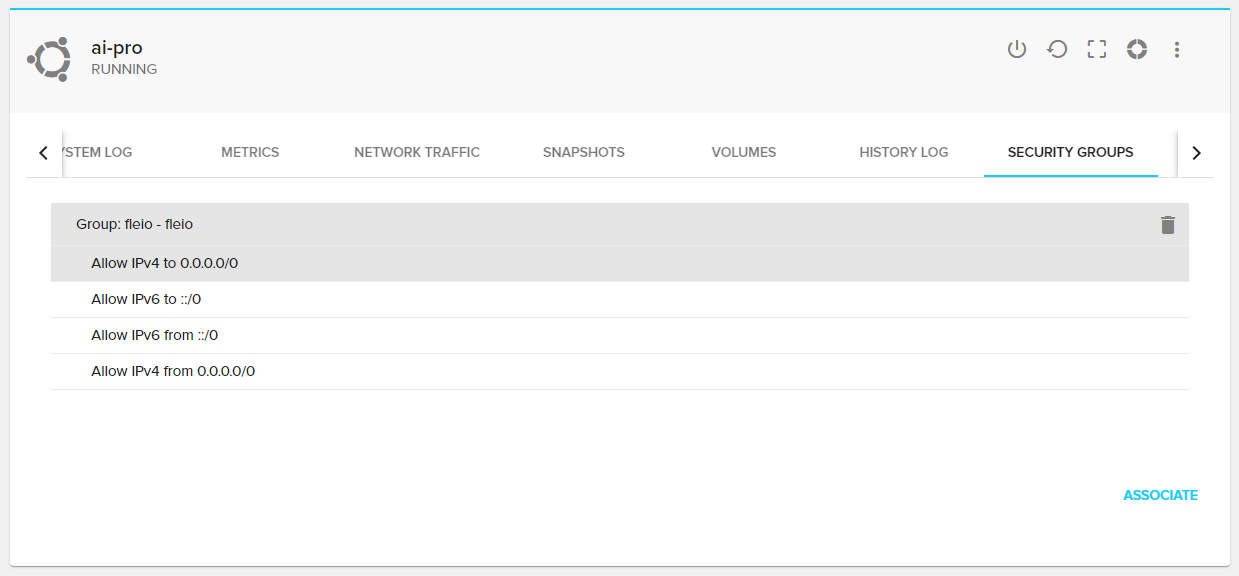 ai-pro
RUNNING
YSTEM LOG METRICS NETWORK TRAFFIC SNAPSHOTS VOLUMES HISTORY LOG SECURITY GROUPS
Group: fleio - fleio
Allow IPv4 to 0.0.0.0/0
Allow IPv6 to ::/0
Allow IPv6 from ::/0
Allow IPv4 from 0.0.0.0/0
ASSOCIATE